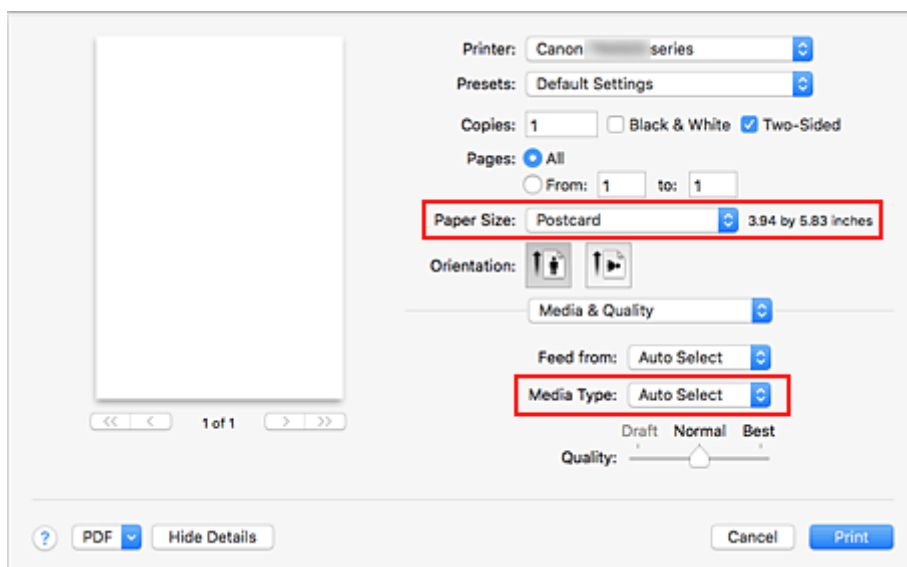 Printer: Canon series
Presets: Default Settings
Copies: 1 Black & White Two-Sided
Pages: All
From: 1 to: 1
Paper Size: Postcard 3.94 by 5.83 inches
Orientation:
Media & Quality
Feed from: Auto Select
Media Type: Auto Select
<< < 1 of 1 > >>
Draft Normal Best
Quality:
? PDF Hide Details Cancel Print